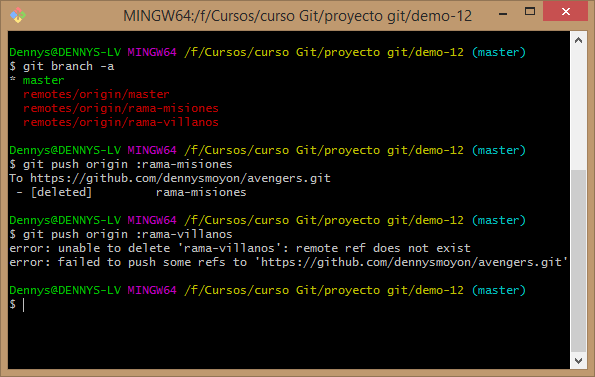 MINGW64:/f/Cursos/curso Git/proyecto git/demo-12
Dennys@DENNYS-LV MINGW64 /f/Cursos/curso Git/proyecto git/demo-12 (master)
$ git branch -a
* master
  remotes/origin/master
  remotes/origin/rama-misiones
  remotes/origin/rama-villanos
Dennys@DENNYS-LV MINGW64 /f/Cursos/curso Git/proyecto git/demo-12 (master)
$ git push origin :rama-misiones
To https://github.com/dennysmoyon/avengers.git
 - [deleted]         rama-misiones
Dennys@DENNYS-LV MINGW64 /f/Cursos/curso Git/proyecto git/demo-12 (master)
$ git push origin :rama-villanos
error: unable to delete 'rama-villanos': remote ref does not exist
error: failed to push some refs to 'https://github.com/dennysmoyon/avengers.git'
Dennys@DENNYS-LV MINGW64 /f/Cursos/curso Git/proyecto git/demo-12 (master)
$